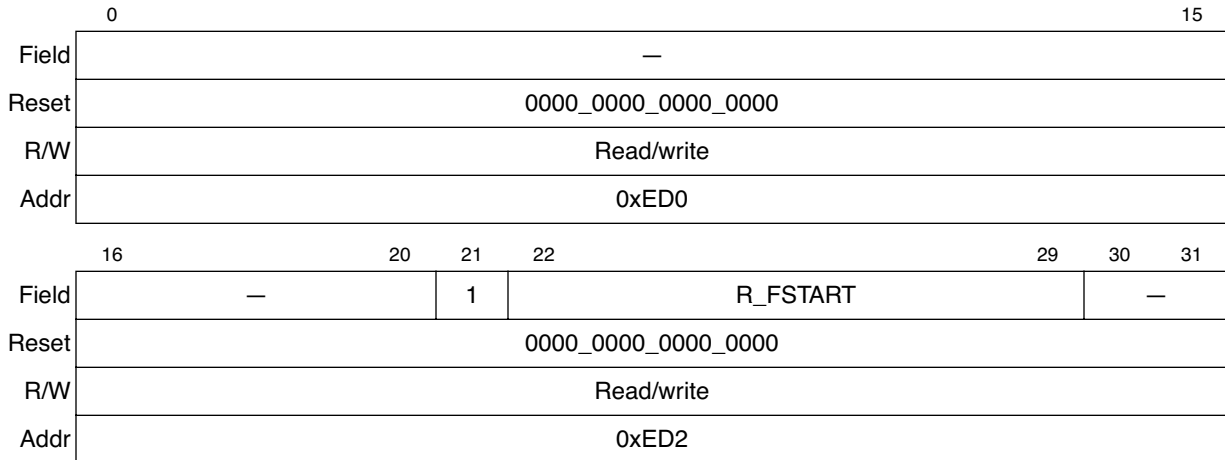 0 15
Field —
Reset 0000_0000_0000_0000
R/W Read/write
Addr 0xED0
16 20 21 22 29 30 31
Field — 1 R_FSTART —
Reset 0000_0000_0000_0000
R/W Read/write
Addr 0xED2